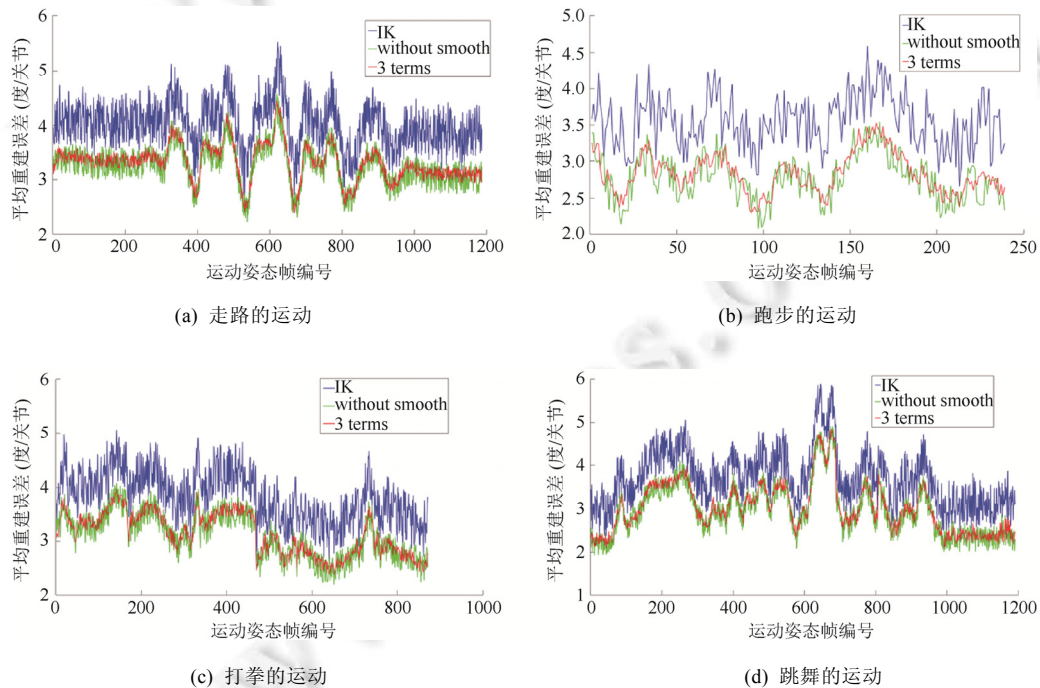 6
5
4
3
2
平均重建误差 (度/关节)
IK
without smooth
3 terms
0 200 400 600 800 1000 1200
运动姿态帧编号
(a) 走路的运动
5.0
4.5
4.0
3.5
3.0
2.5
2.0
平均重建误差 (度/关节)
IK
without smooth
3 terms
0 50 100 150 200 250
运动姿态帧编号
(b) 跑步的运动
6
5
4
3
2
平均重建误差 (度/关节)
IK
without smooth
3 terms
0 200 400 600 800 1000
运动姿态帧编号
(c) 打拳的运动
6
5
4
3
2
1
平均重建误差 (度/关节)
IK
without smooth
3 terms
0 200 400 600 800 1000 1200
运动姿态帧编号
(d) 跳舞的运动